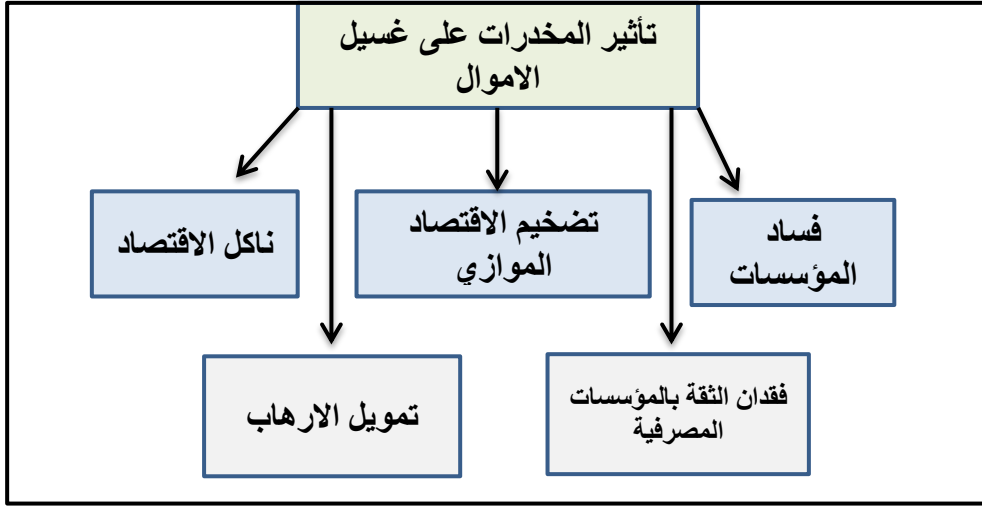 تأثير المخدرات على غسيل
الاموال
فساد
المؤسسات
تضخيم الاقتصاد
الموازي
ناكل الاقتصاد
فقدان الثقة بالمؤسسات
المصرفية
تمويل الارهاب